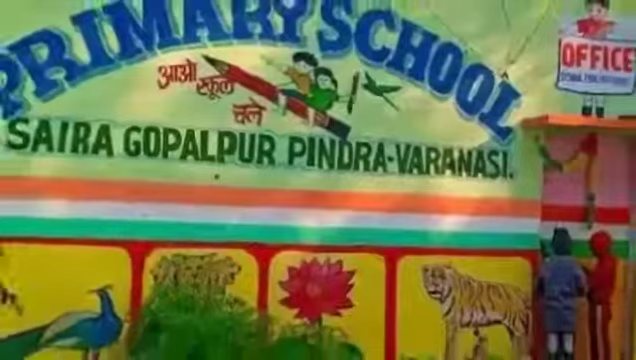 PRIMARY SCHOOL
आओ
स्कूल
चले
SAIRA GOPALPUR PINDRA-VARANASI.
OFFICE